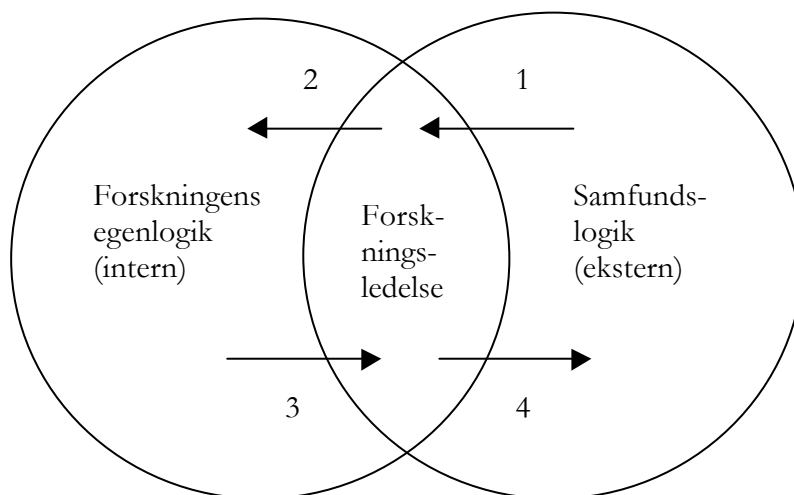 2
1
Forskningens
egenlogik
(intern)
Forsk-
nings-
ledelse
Samfunds-
logik
(ekstern)
3
4